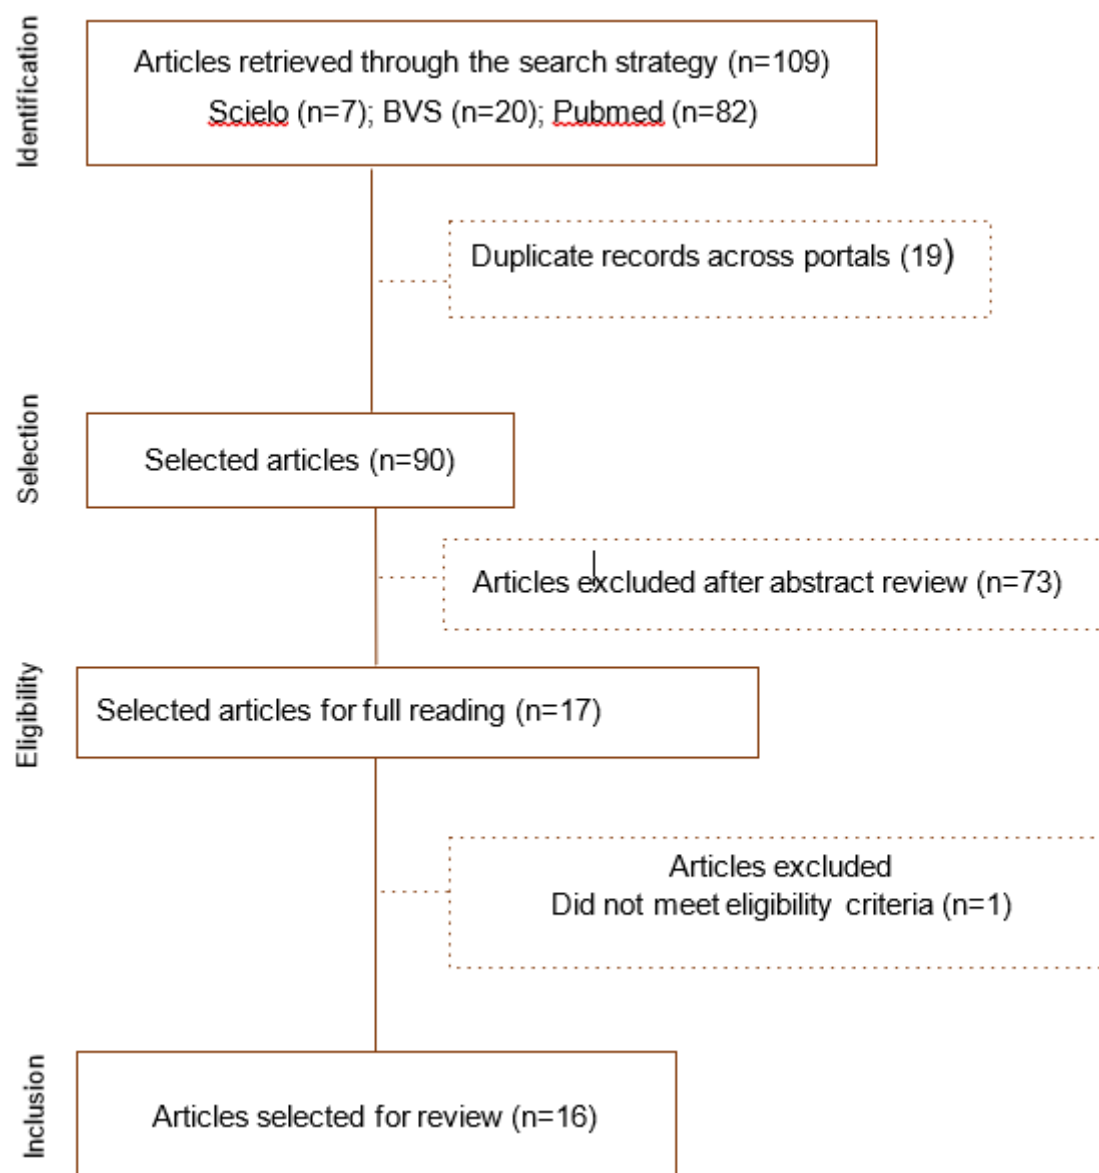 Identification
Articles retrieved through the search strategy (n=109)
Scielo (n=7); BVS (n=20); Pubmed (n=82)
Duplicate records across portals (19)
Selection
Selected articles (n=90)
Articles excluded after abstract review (n=73)
Eligibility
Selected articles for full reading (n=17)
Articles excluded
Did not meet eligibility criteria (n=1)
Inclusion
Articles selected for review (n=16)